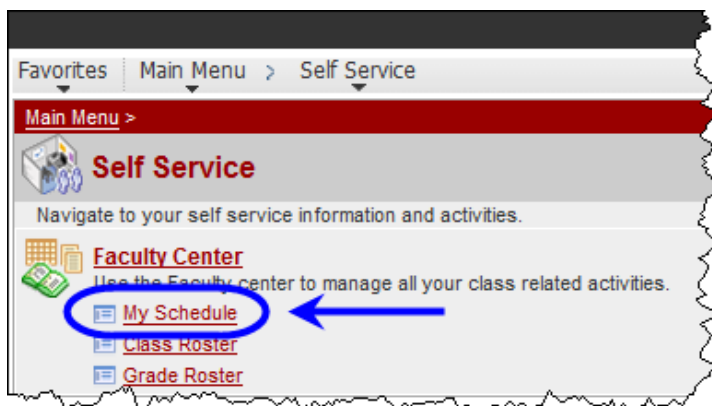 Favorites Main Menu > Self Service
Main Menu >
Self Service
Navigate to your self service information and activities.
Faculty Center
Use the Faculty center to manage all your class related activities.
My Schedule
Class Roster
Grade Roster